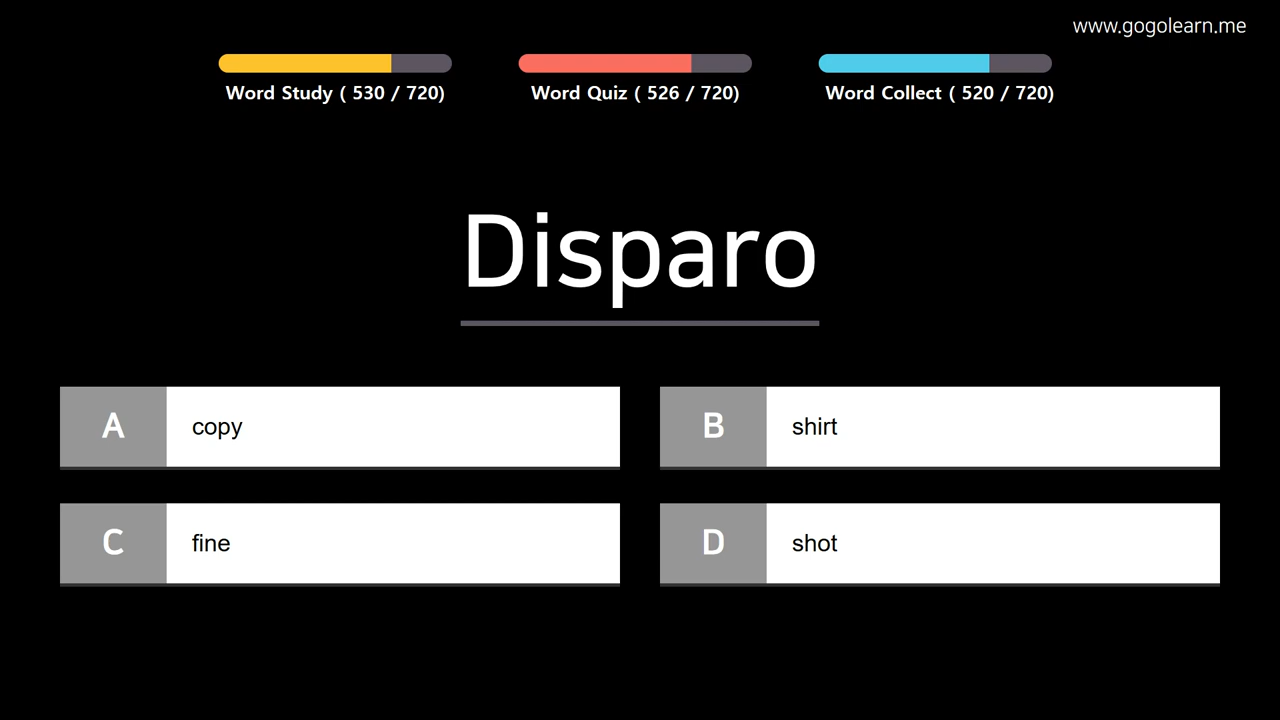 www.gogolearn.me
Word Study ( 530 / 720)
Word Quiz ( 526 / 720)
Word Collect ( 520 / 720)
Disparo
A copy
B shirt
C fine
D shot